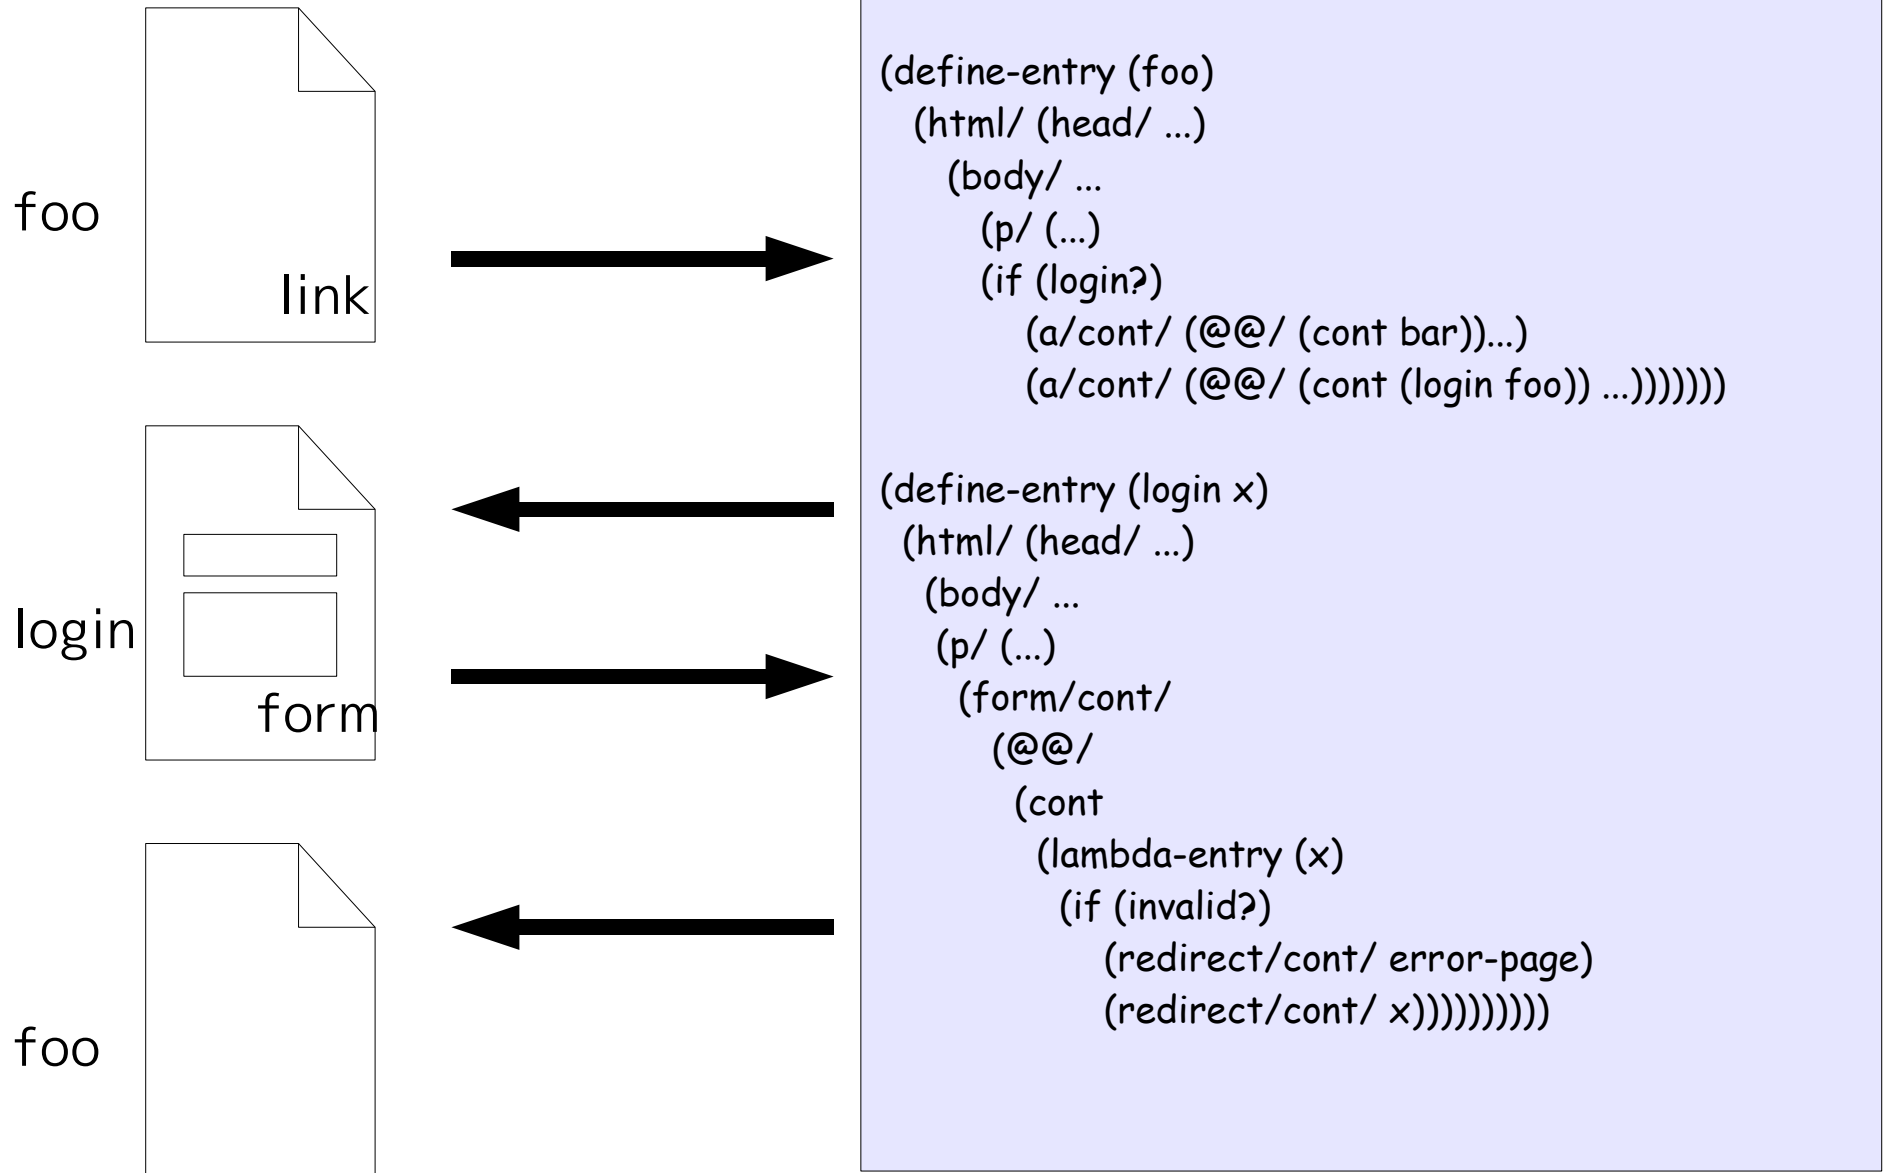 foo
link
login
form
foo
(define-entry (foo)
(html/ (head/ ...)
(body/ ...
(p/ (...)
(if (login?)
(a/cont/ (@@/ (cont bar))...)
(a/cont/ (@@/ (cont (login foo)) ...)))))))
(define-entry (login x)
(html/ (head/ ...)
(body/ ...
(p/ (...)
(form/cont/
(@@/
(cont
(lambda-entry (x)
(if (invalid?)
(redirect/cont/ error-page)
(redirect/cont/ x))))))))))